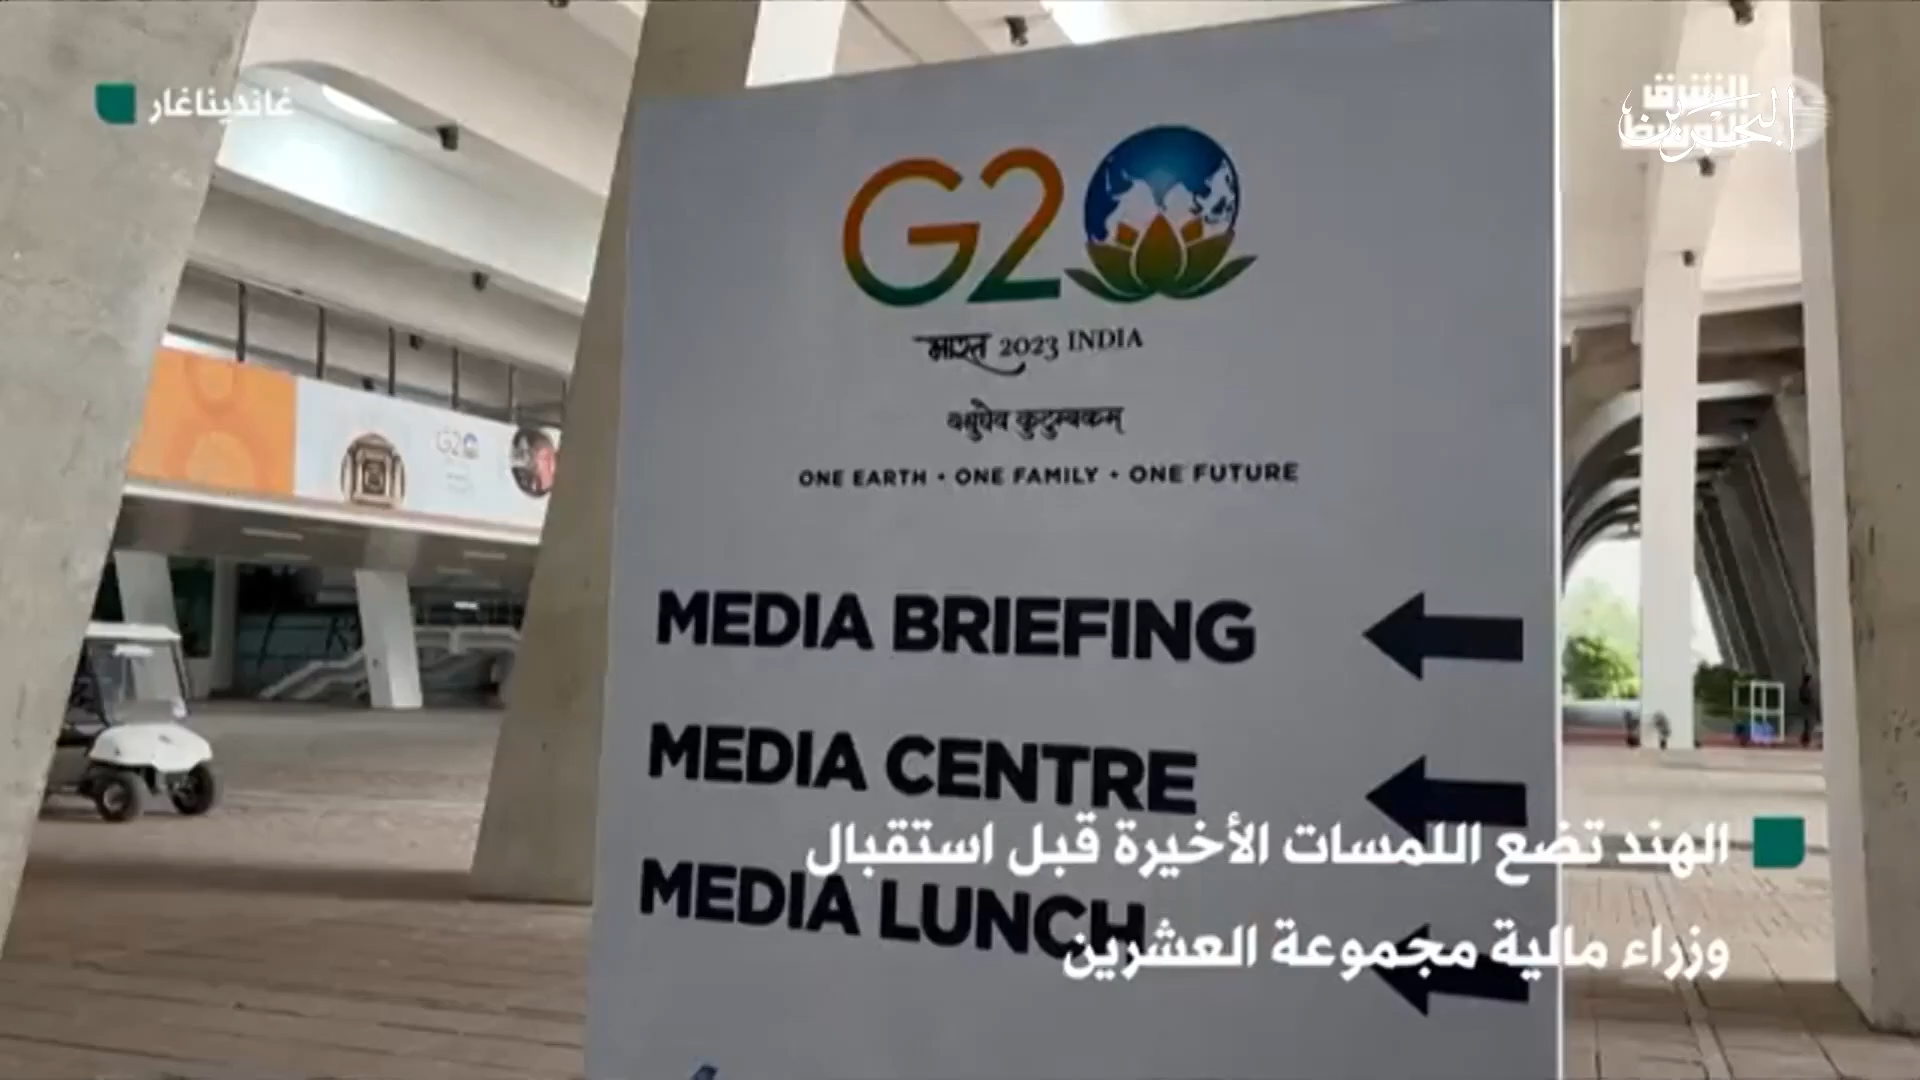 غانديناغار
الشرق
الأوسط
G20
भारत 2023 INDIA
वसुधैव कुटुम्बकम्
ONE EARTH • ONE FAMILY • ONE FUTURE
MEDIA BRIEFING
MEDIA CENTRE
MEDIA LUNCH
الهند تضع اللمسات الأخيرة قبل استقبال
وزراء مالية مجموعة العشرين
G20